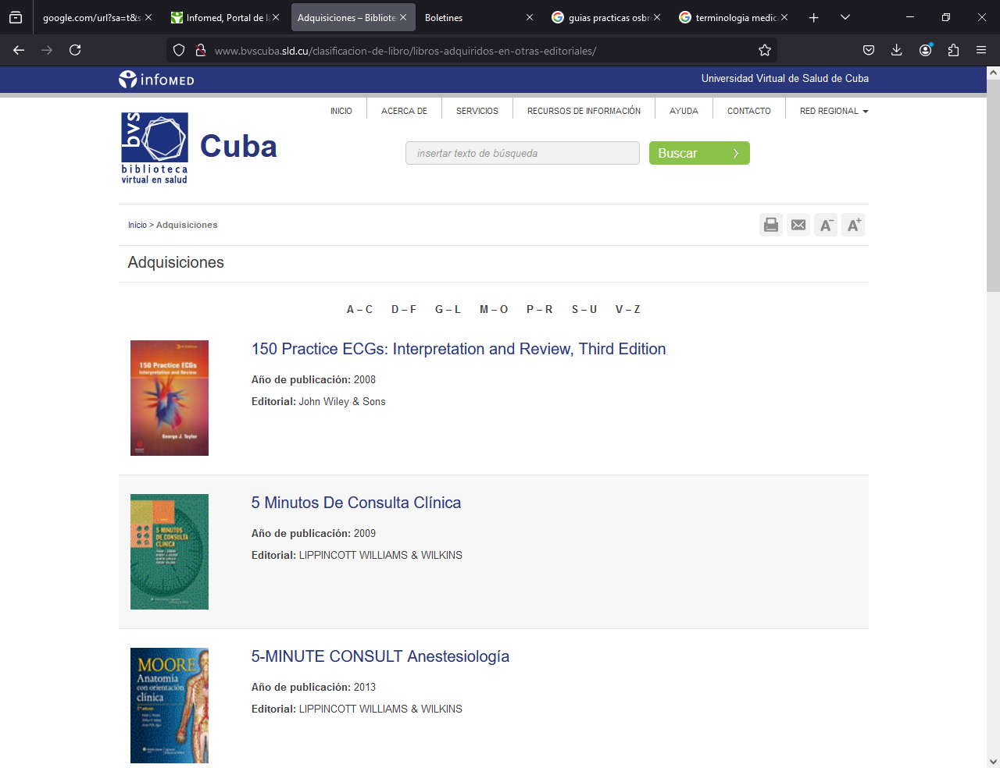 google.com/url?sa=t&s
Infomed, Portal de la
Adquisiciones – Bibliote
Boletines
guias practicas osbr
terminologia medica
www.bvscuba.sld.cu/clasificacion-de-libro/libros-adquiridos-en-otras-editoriales/
infoMED
Universidad Virtual de Salud de Cuba
INICIO
ACERCA DE
SERVICIOS
RECURSOS DE INFORMACIÓN
AYUDA
CONTACTO
RED REGIONAL
bvs
biblioteca
virtual en salud
Cuba
insertar texto de búsqueda
Buscar
Inicio > Adquisiciones
A-
A+
Adquisiciones
A – C
D – F
G – L
M – O
P – R
S – U
V – Z
3rd Edition
150 Practice ECGs
Interpretation and Review
George J. Taylor
150 Practice ECGs: Interpretation and Review, Third Edition
Año de publicación: 2008
Editorial: John Wiley & Sons
5 MINUTOS
DE CONSULTA
CLÍNICA
5 Minutos De Consulta Clínica
Año de publicación: 2009
Editorial: LIPPINCOTT WILLIAMS & WILKINS
MOORE
Anatomía
con orientación
clínica
5-MINUTE CONSULT Anestesiología
Año de publicación: 2013
Editorial: LIPPINCOTT WILLIAMS & WILKINS